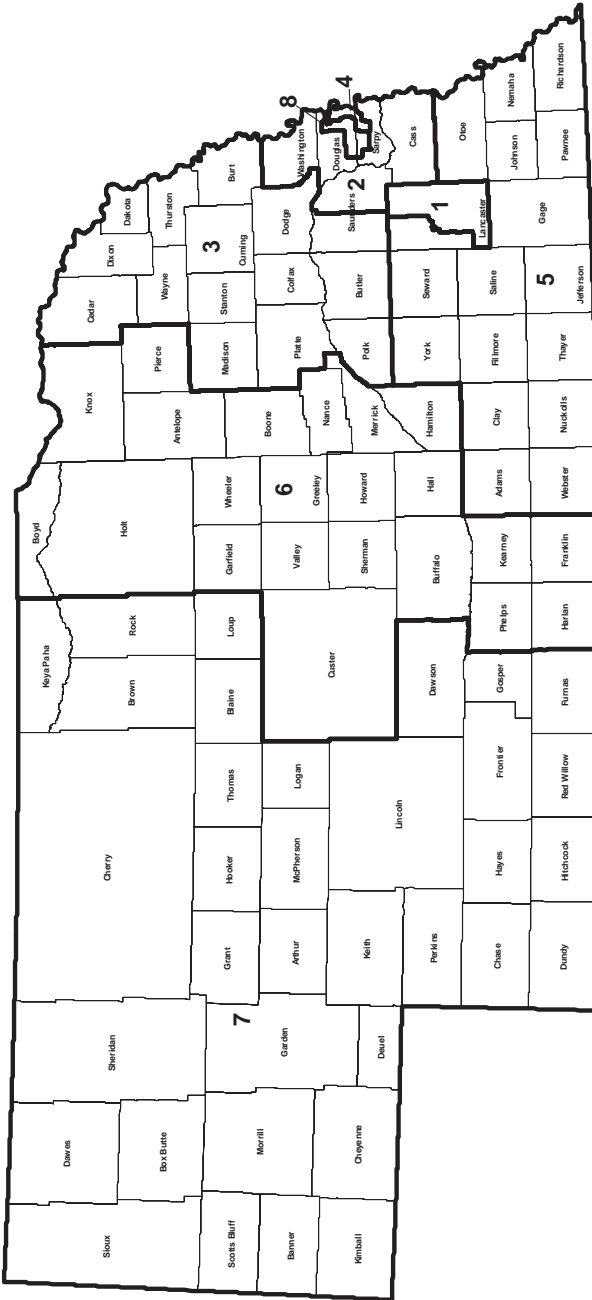 Sioux
Dawes
Box Butte
Scotts Bluff
Banner
Kimball
Morrill
Cheyenne
Sheridan
7
Garden
Deuel
Cherry
Grant
Hooker
Thomas
Arthur
McPherson
Logan
Keith
Lincoln
Perkins
Chase
Hayes
Frontier
Dundy
Hitchcock
Red Willow
Keya Paha
Brown
Rock
Blaine
Loup
Custer
Dawson
Gosper
Furnas
Phelps
Harlan
Boyd
Holt
Garfield
Wheeler
Valley
6
Greeley
Sherman
Howard
Buffalo
Hall
Kearney
Franklin
Adams
Webster
Knox
Pierce
Antelope
Boone
Nance
Merrick
Hamilton
Clay
Nuckolls
Cedar
Dixon
Dakota
Wayne
Thurston
Madison
Stanton
3
Cuming
Burt
Platte
Colfax
Dodge
Washington
8
4
Douglas
Sarpy
2
Saunders
Polk
Butler
Cass
York
Seward
1
Lancaster
Otoe
Fillmore
Saline
Thayer
5
Jefferson
Gage
Johnson
Nemaha
Pawnee
Richardson